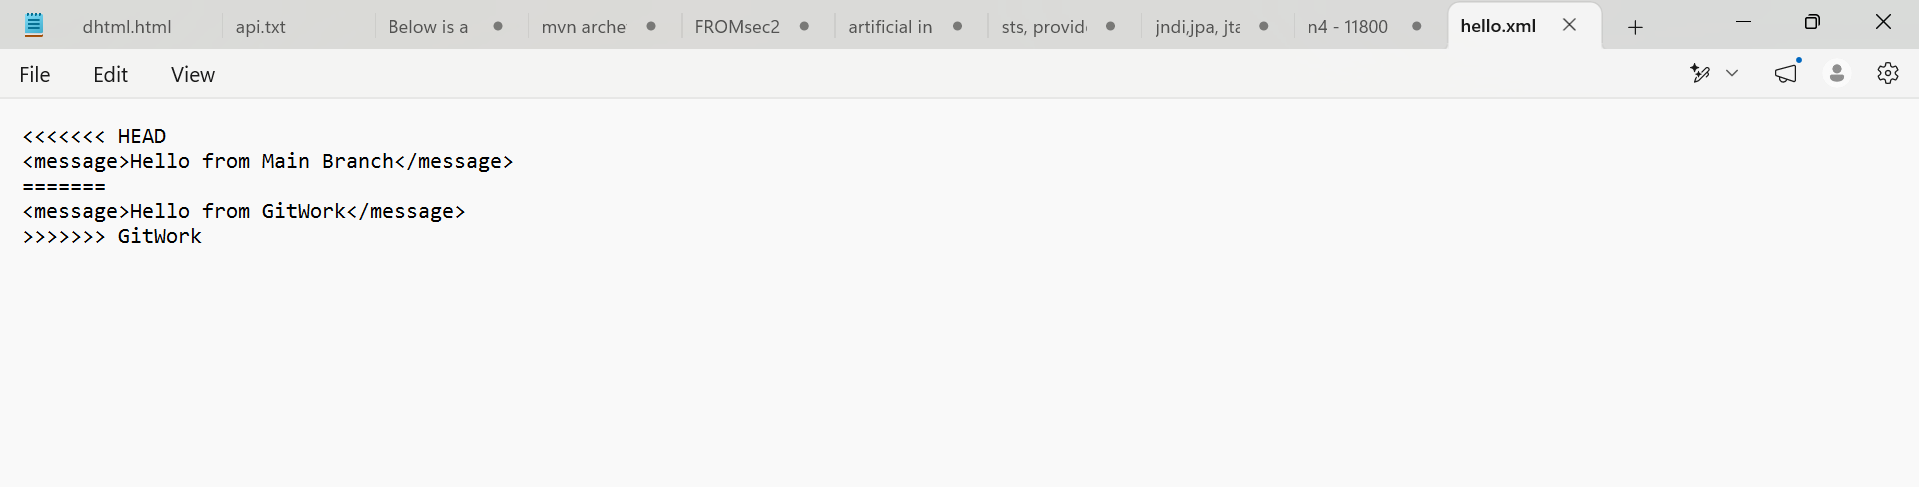 dhtml.html api.txt Below is a mvn arche FROMsec2 artificial in sts, provid jndi,jpa, jta n4 - 11800 hello.xml
File Edit View
<<<<<<< HEAD
<message>Hello from Main Branch</message>
=======
<message>Hello from GitWork</message>
>>>>>>> GitWork